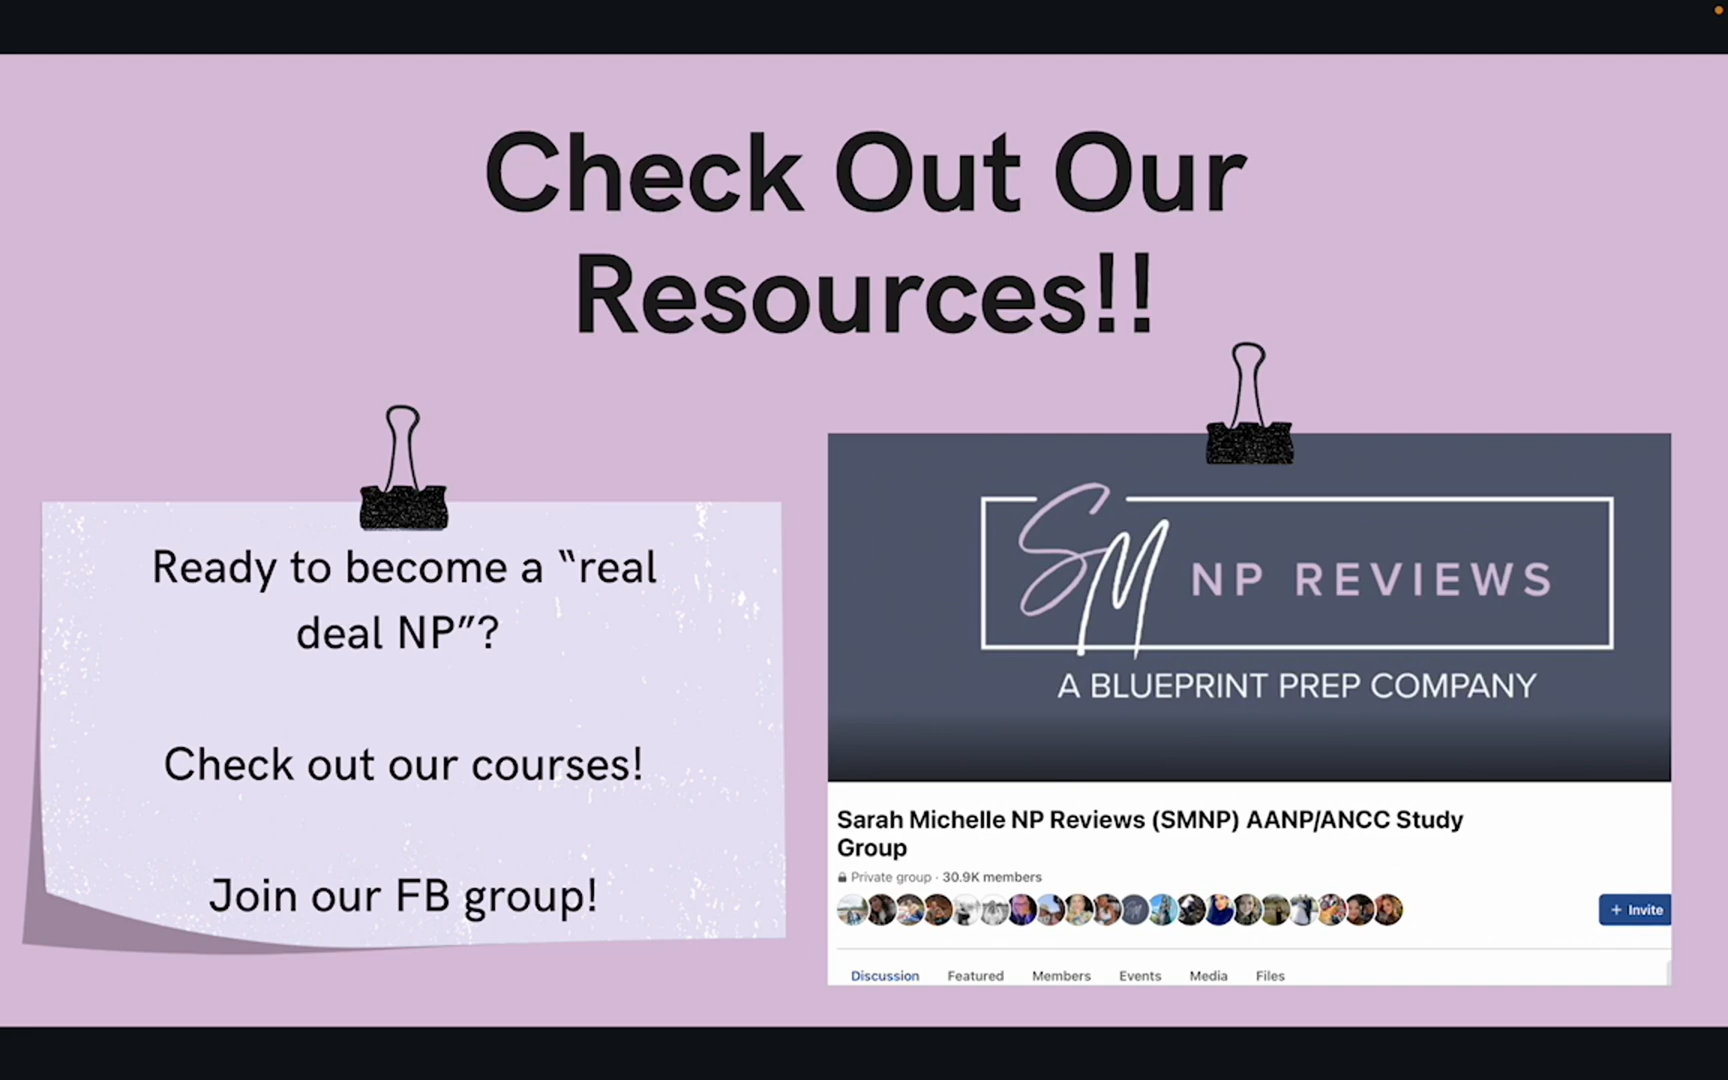 Check Out Our
Resources!!
Ready to become a “real
deal NP”?
Check out our courses!
Join our FB group!
SM NP REVIEWS
A BLUEPRINT PREP COMPANY
Sarah Michelle NP Reviews (SMNP) AANP/ANCC Study
Group
Private group · 30.9K members
SM
+ Invite
Discussion Featured Members Events Media Files